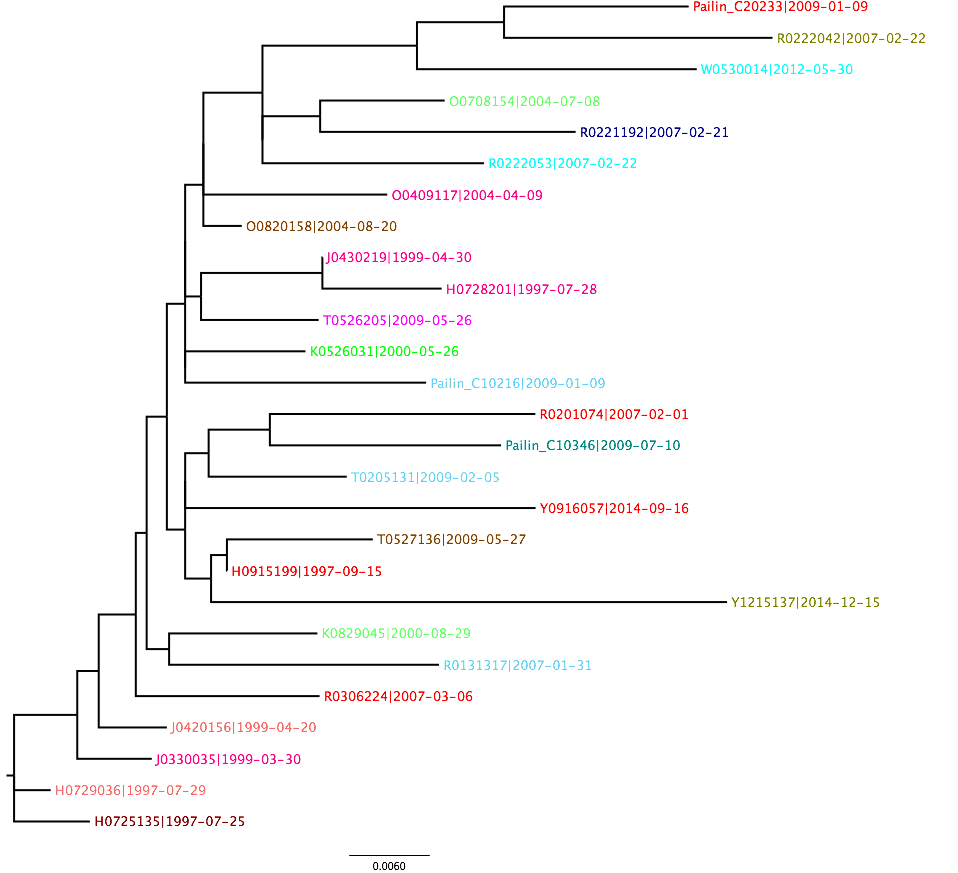 Pailin_C20233|2009-01-09
R0222042|2007-02-22
W0530014|2012-05-30
O0708154|2004-07-08
R0221192|2007-02-21
R0222053|2007-02-22
O0409117|2004-04-09
O0820158|2004-08-20
J0430219|1999-04-30
H0728201|1997-07-28
T0526205|2009-05-26
K0526031|2000-05-26
Pailin_C10216|2009-01-09
R0201074|2007-02-01
Pailin_C10346|2009-07-10
T0205131|2009-02-05
Y0916057|2014-09-16
T0527136|2009-05-27
H0915199|1997-09-15
Y1215137|2014-12-15
K0829045|2000-08-29
R0131317|2007-01-31
R0306224|2007-03-06
J0420156|1999-04-20
J0330035|1999-03-30
H0729036|1997-07-29
H0725135|1997-07-25
0.0060